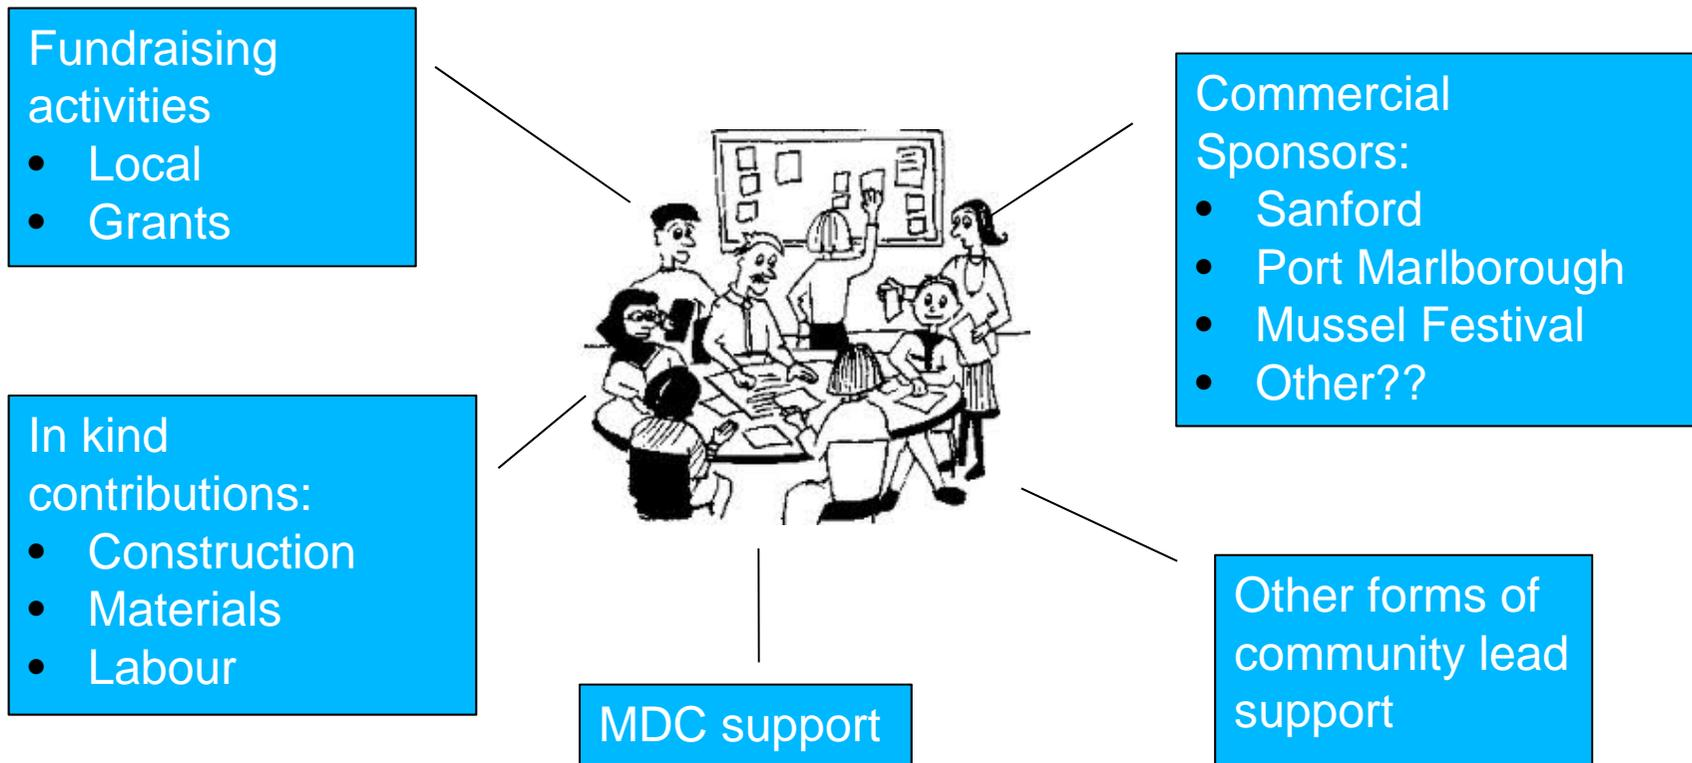 Fundraising
activities
• Local
• Grants
Commercial
Sponsors:
• Sanford
• Port Marlborough
• Mussel Festival
• Other??
In kind
contributions:
• Construction
• Materials
• Labour
MDC support
Other forms of
community lead
support